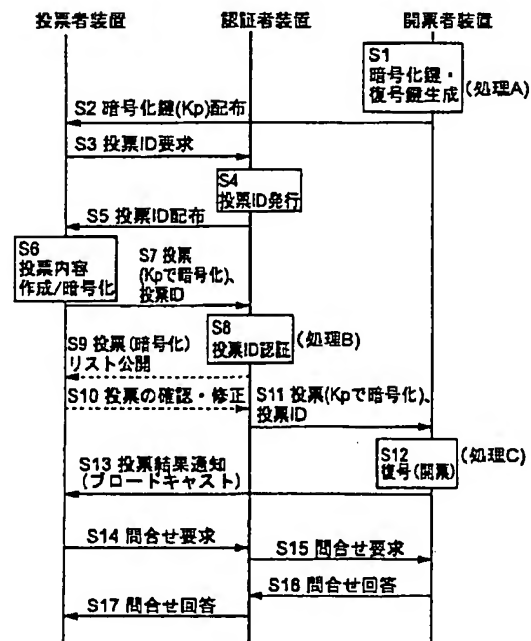 投票者装置
認証者装置
開票者装置
S1
暗号化鍵・
復号鍵生成
(処理A)
S2 暗号化鍵(Kp)配布
S3 投票ID要求
S4
投票ID発行
S5 投票ID配布
S6
投票内容
作成/暗号化
S7 投票
(Kpで暗号化)、
投票ID
S8
投票ID認証
(処理B)
S9 投票(暗号化)
リスト公開
S10 投票の確認・修正
S11 投票(Kpで暗号化)、
投票ID
S12
復号(開票)
(処理C)
S13 投票結果通知
(ブロードキャスト)
S14 問合せ要求
S15 問合せ要求
S16 問合せ回答
S17 問合せ回答